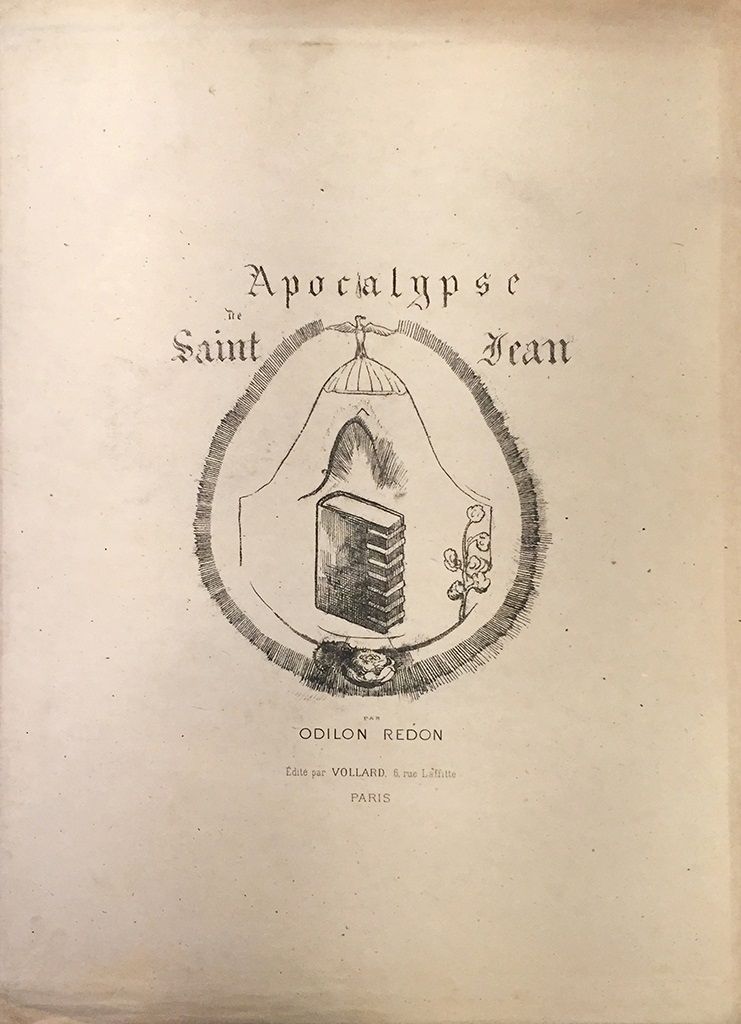 Apocalypse
de
Saint Jean
PAR
ODILON REDON
Édité par VOLLARD, 6, rue Laffitte
PARIS